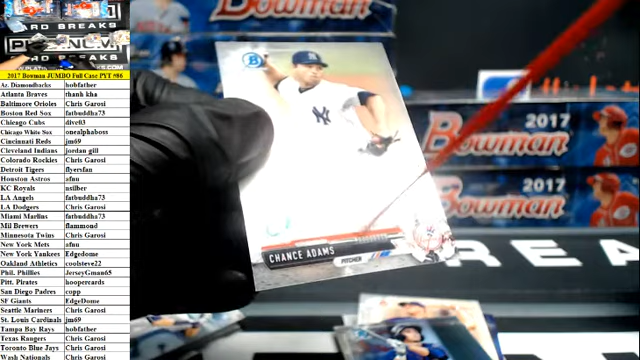 RD BREAKS
2017 Bowman JUMBO Full Case PYT #86
Az. Diamondbacks hobfather
Atlanta Braves thanh kha
Baltimore Orioles Chris Garosi
Boston Red Sox fatbuddha73
Chicago Cubs dive03
Chicago White Sox onealphaboss
Cincinnati Reds jm69
Cleveland Indians jordan gill
Colorado Rockies Chris Garosi
Detroit Tigers flyersfan
Houston Astros afnu
KC Royals nsilber
LA Angels fatbuddha73
LA Dodgers Chris Garosi
Miami Marlins fatbuddha73
Mil Brewers flammond
Minnesota Twins Chris Garosi
New York Mets afnu
New York Yankees Edgedome
Oakland Athletics coolsteve22
Phil. Phillies JerseyGman65
Pitt. Pirates hoopercards
San Diego Padres copp
SF Giants EdgeDome
Seattle Mariners Chris Garosi
St. Louis Cardinals jm69
Tampa Bay Rays hobfather
Texas Rangers Chris Garosi
Toronto Blue Jays Chris Garosi
Wash Nationals Chris Garosi
Bowman
B
NY
CHANCE ADAMS
PITCHER
2017
Bowman
2017
Bowman
REA